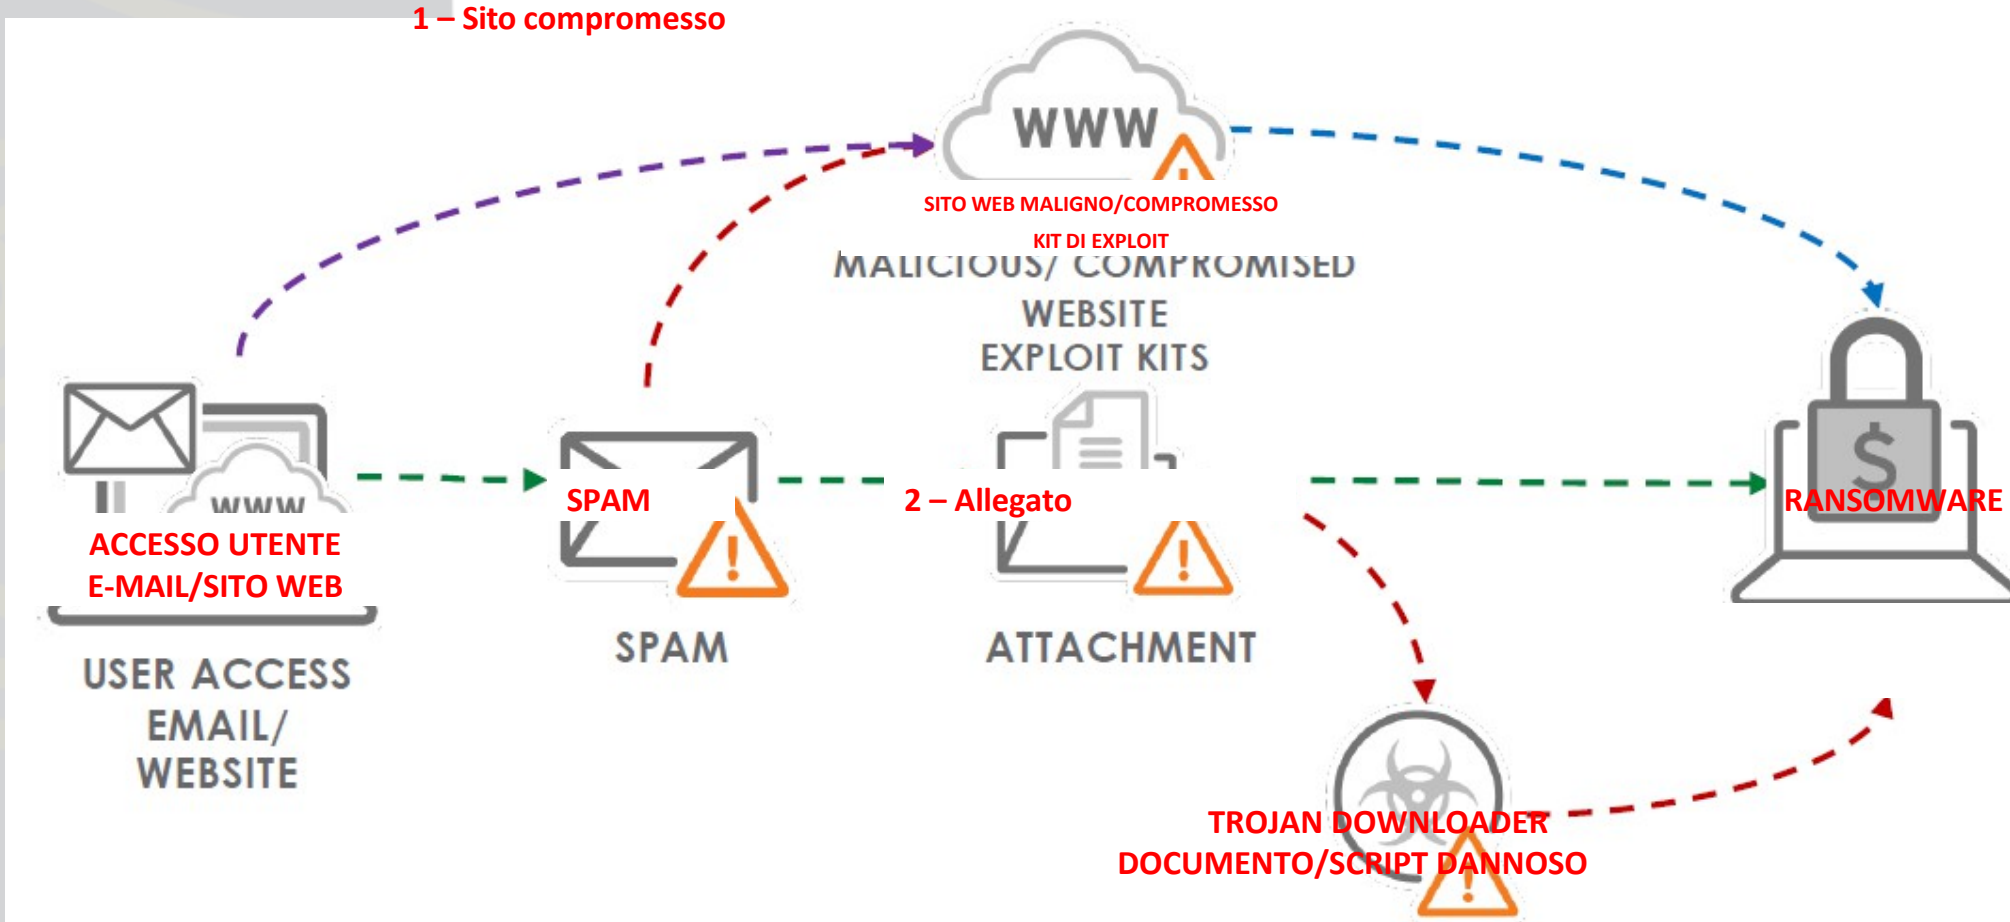 1 – Sito compromesso
WWW
SITO WEB MALIGNO/COMPROMESSO
KIT DI EXPLOIT
MALICIOUS/ COMPROMISED
WEBSITE
EXPLOIT KITS
WWW
ACCESSO UTENTE
E-MAIL/SITO WEB
USER ACCESS
EMAIL/
WEBSITE
SPAM
!
SPAM
2 – Allegato
!
ATTACHMENT
$
RANSOMWARE
TROJAN DOWNLOADER
DOCUMENTO/SCRIPT DANNOSO
!